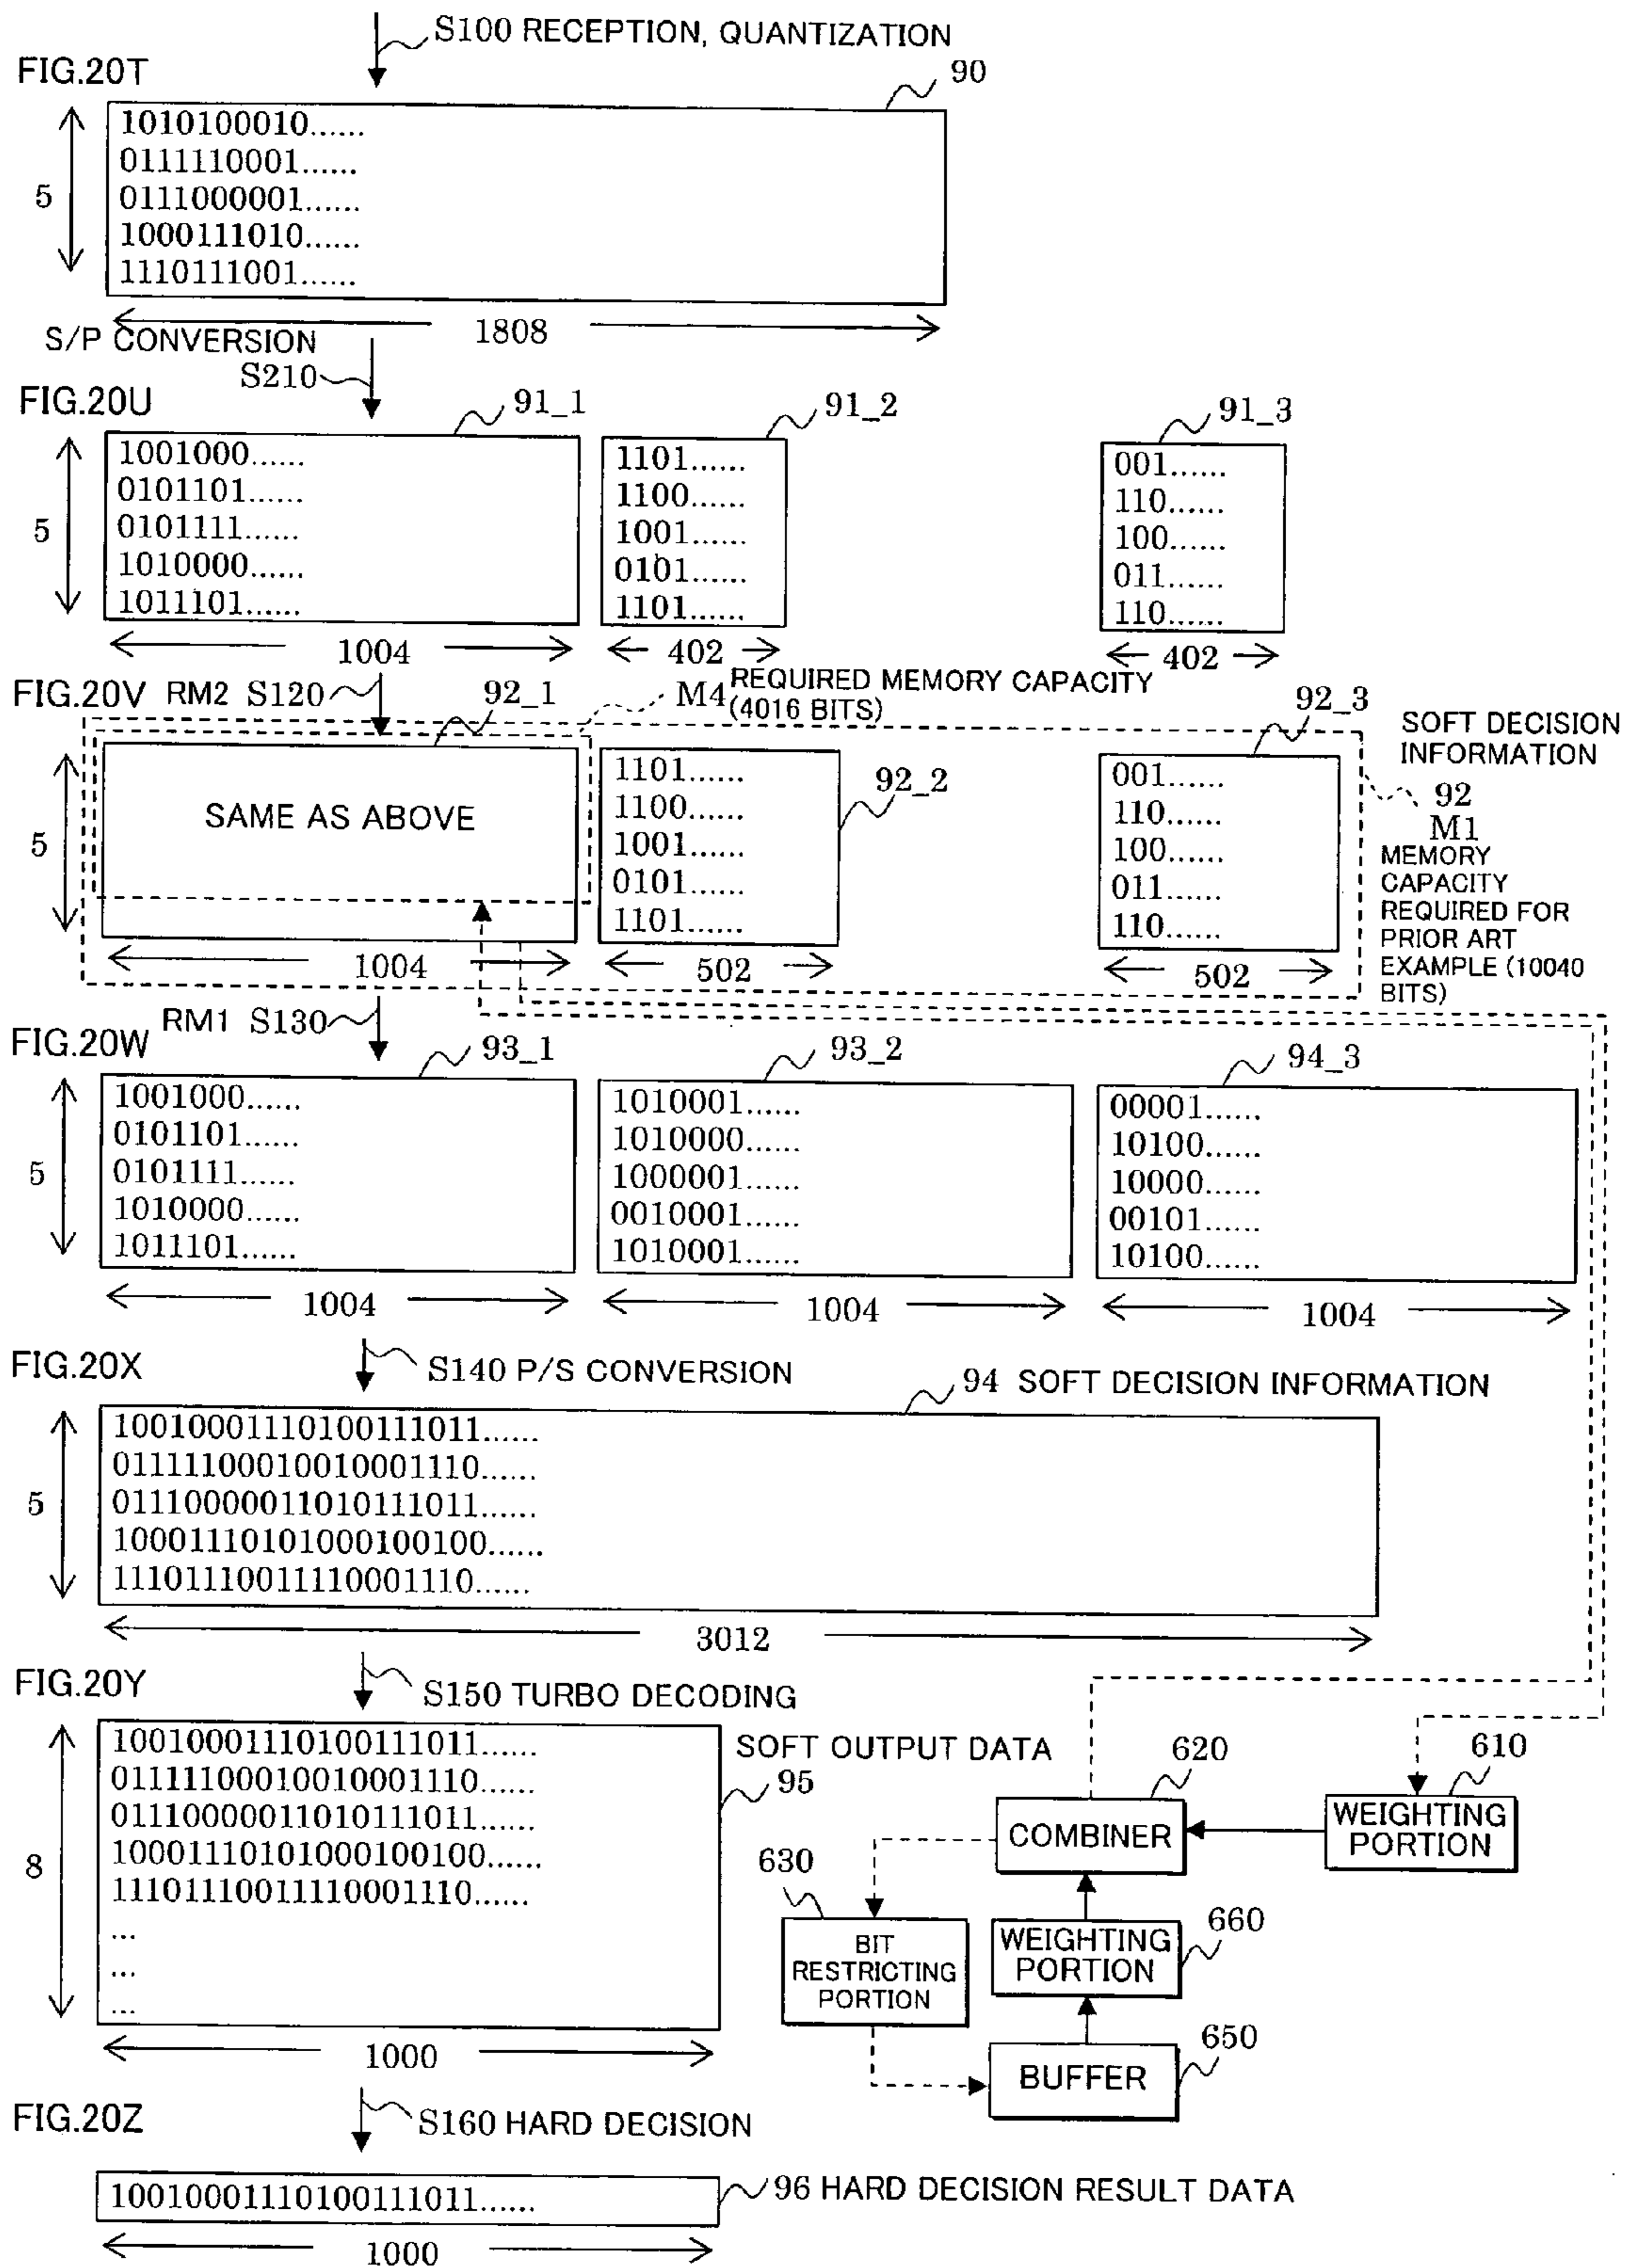 S100 RECEPTION, QUANTIZATION
FIG.20T
90
1010100010......
0111110001......
5
0111000001......
1000111010......
1110111001......
1808
S/P CONVERSION
S210
FIG.20U
91_1
91_2
91_3
1001000......
0101101......
5
0101111......
1010000......
1011101......
1004
1101......
1100......
1001......
0101......
1101......
402
001......
110......
100......
011......
110......
402
FIG.20V RM2 S120
92_1
M4
REQUIRED MEMORY CAPACITY
(4016 BITS)
92_3
SOFT DECISION
INFORMATION
5
SAME AS ABOVE
1004
1101......
1100......
1001......
0101......
1101......
92_2
502
001......
110......
100......
011......
110......
502
92
M1
MEMORY
CAPACITY
REQUIRED FOR
PRIOR ART
EXAMPLE (10040
BITS)
RM1 S130
FIG.20W
93_1
93_2
94_3
1001000......
0101101......
5
0101111......
1010000......
1011101......
1004
1010001......
1010000......
1000001......
0010001......
1010001......
1004
00001......
10100......
10000......
00101......
10100......
1004
FIG.20X
S140 P/S CONVERSION
94 SOFT DECISION INFORMATION
10010001110100111011......
01111100010010001110......
5
01110000011010111011......
10001110101000100100......
11101110011110001110......
3012
FIG.20Y
S150 TURBO DECODING
10010001110100111011......
01111100010010001110......
01110000011010111011......
8
10001110101000100100......
11101110011110001110......
...
...
...
1000
SOFT OUTPUT DATA
95
620
610
COMBINER
WEIGHTING
PORTION
630
BIT
RESTRICTING
PORTION
660
WEIGHTING
PORTION
650
BUFFER
FIG.20Z
S160 HARD DECISION
10010001110100111011......
96 HARD DECISION RESULT DATA
1000